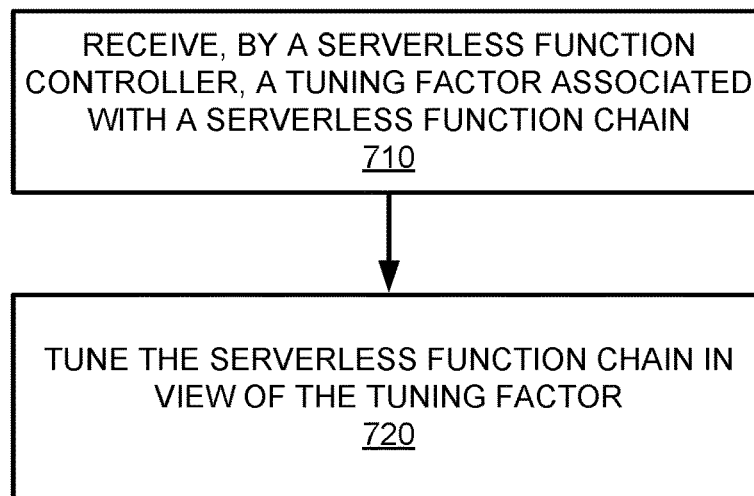 RECEIVE, BY A SERVERLESS FUNCTION
CONTROLLER, A TUNING FACTOR ASSOCIATED
WITH A SERVERLESS FUNCTION CHAIN
710
TUNE THE SERVERLESS FUNCTION CHAIN IN
VIEW OF THE TUNING FACTOR
720